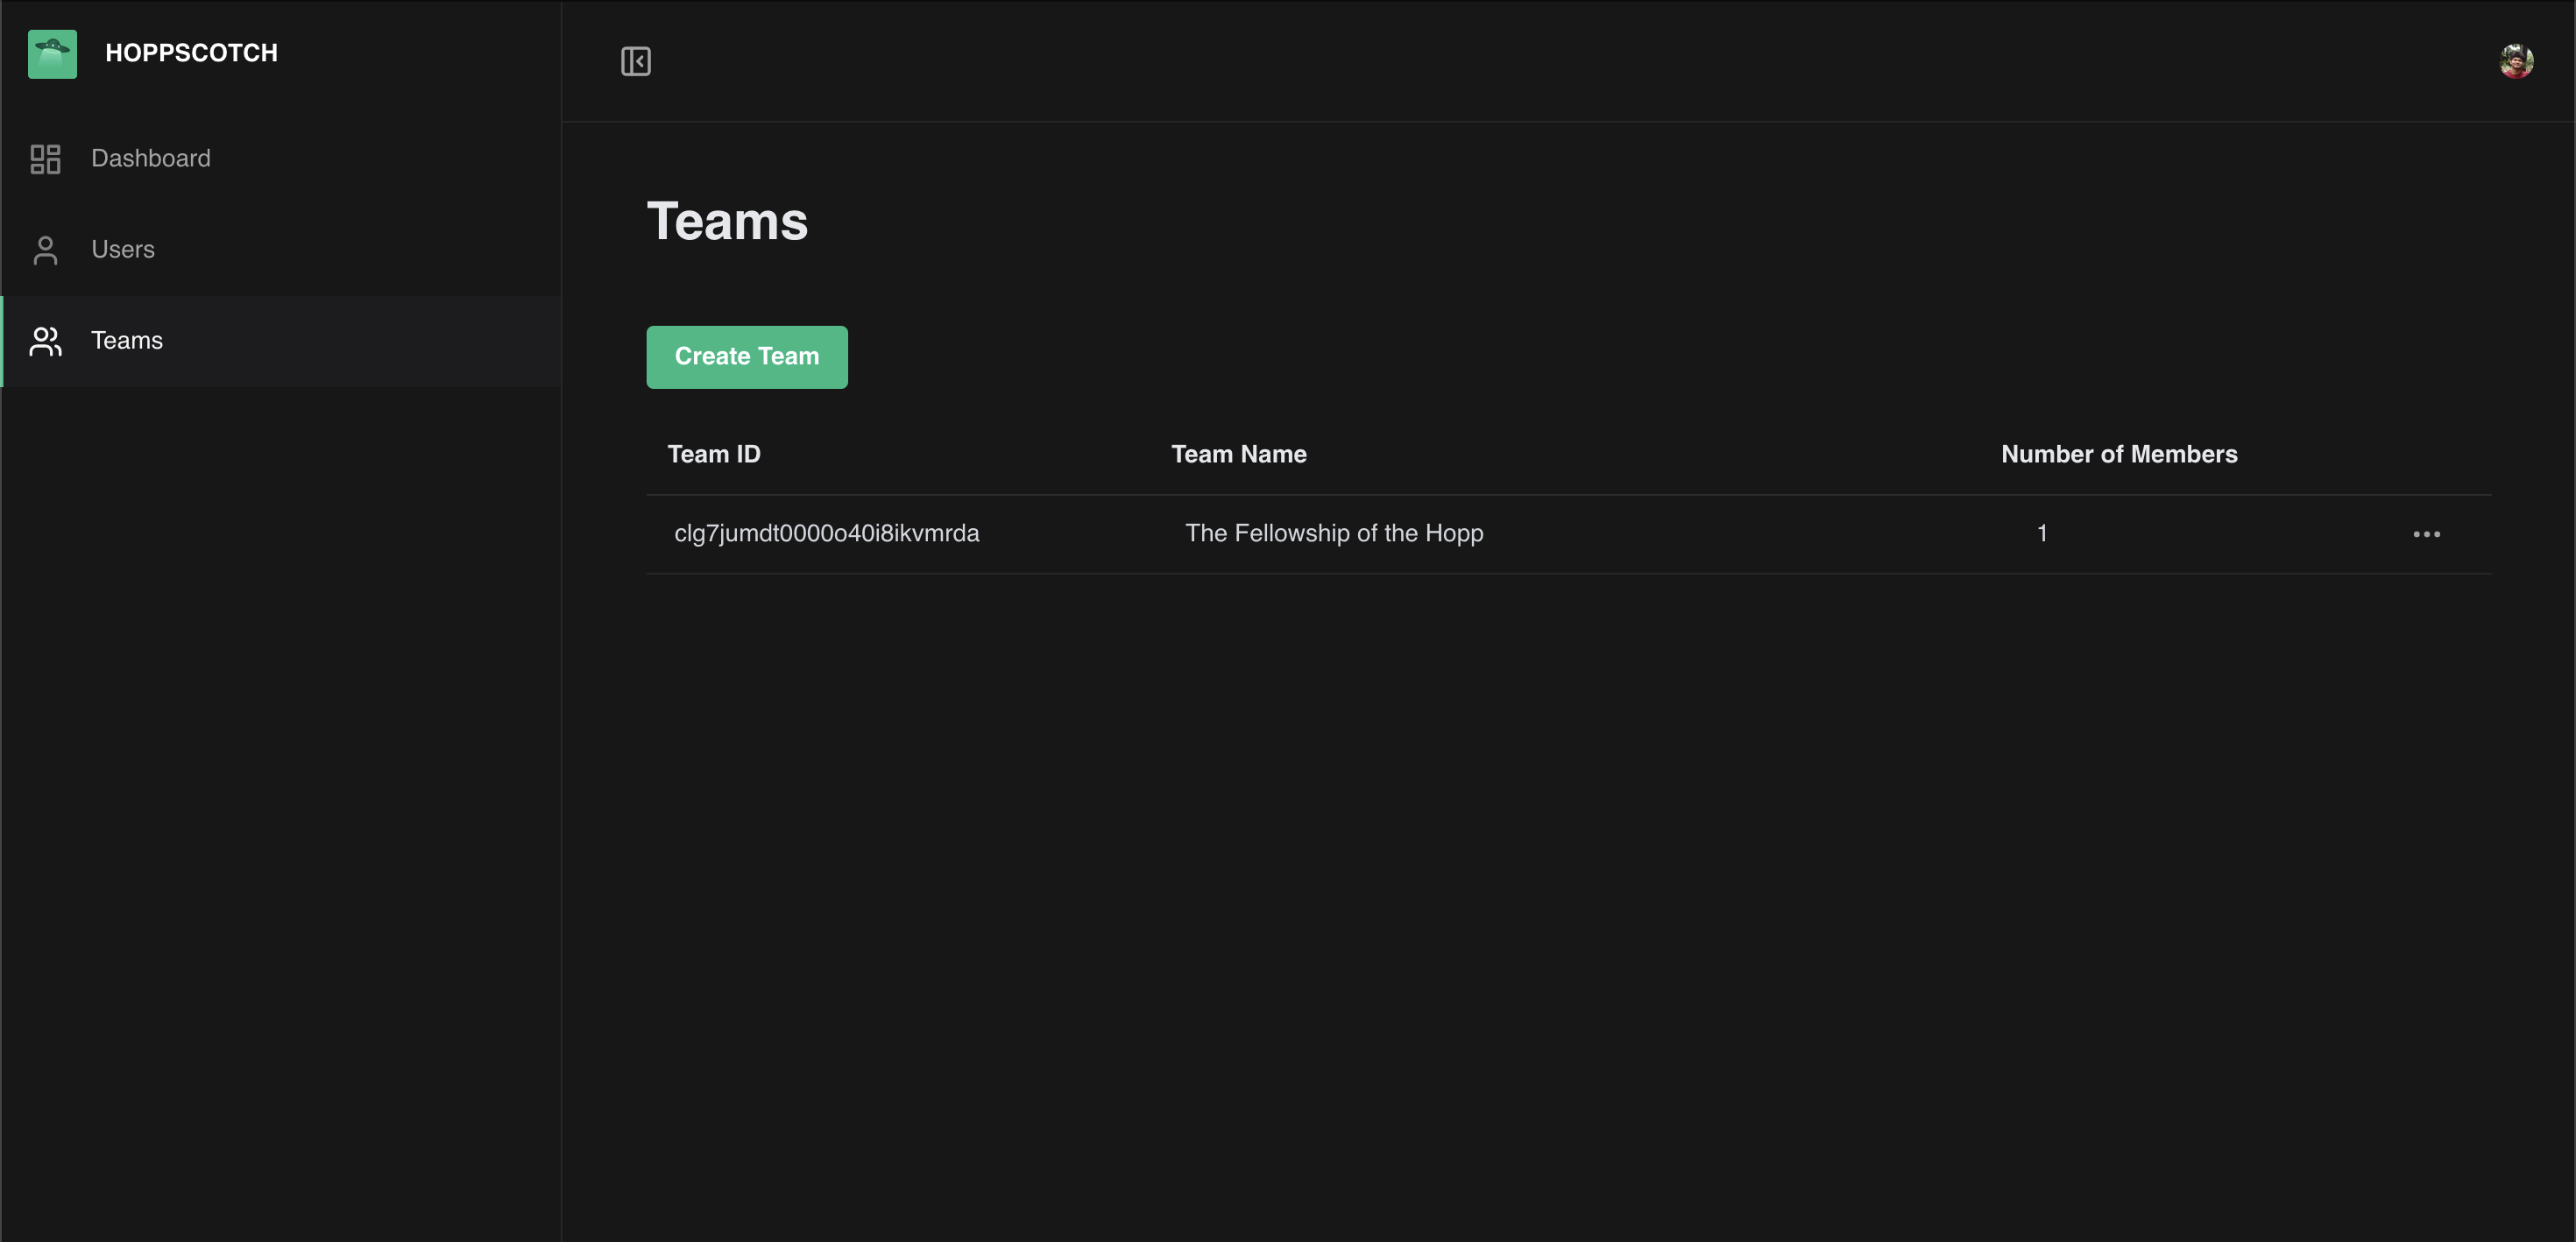 HOPPSCOTCH
Dashboard
Users
Teams
Teams
Create Team
Team ID Team Name Number of Members
clg7jumdt0000o40i8ikvmrda The Fellowship of the Hopp 1